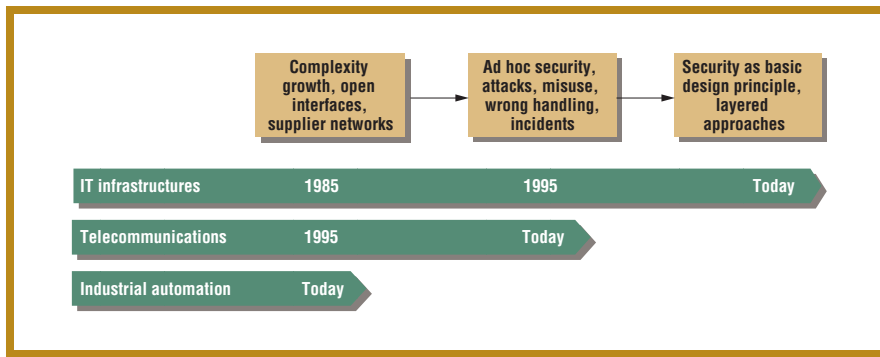 Complexity
growth, open
interfaces,
supplier networks
Ad hoc security,
attacks, misuse,
wrong handling,
incidents
Security as basic
design principle,
layered
approaches
IT infrastructures 1985 1995 Today
Telecommunications 1995 Today
Industrial automation Today